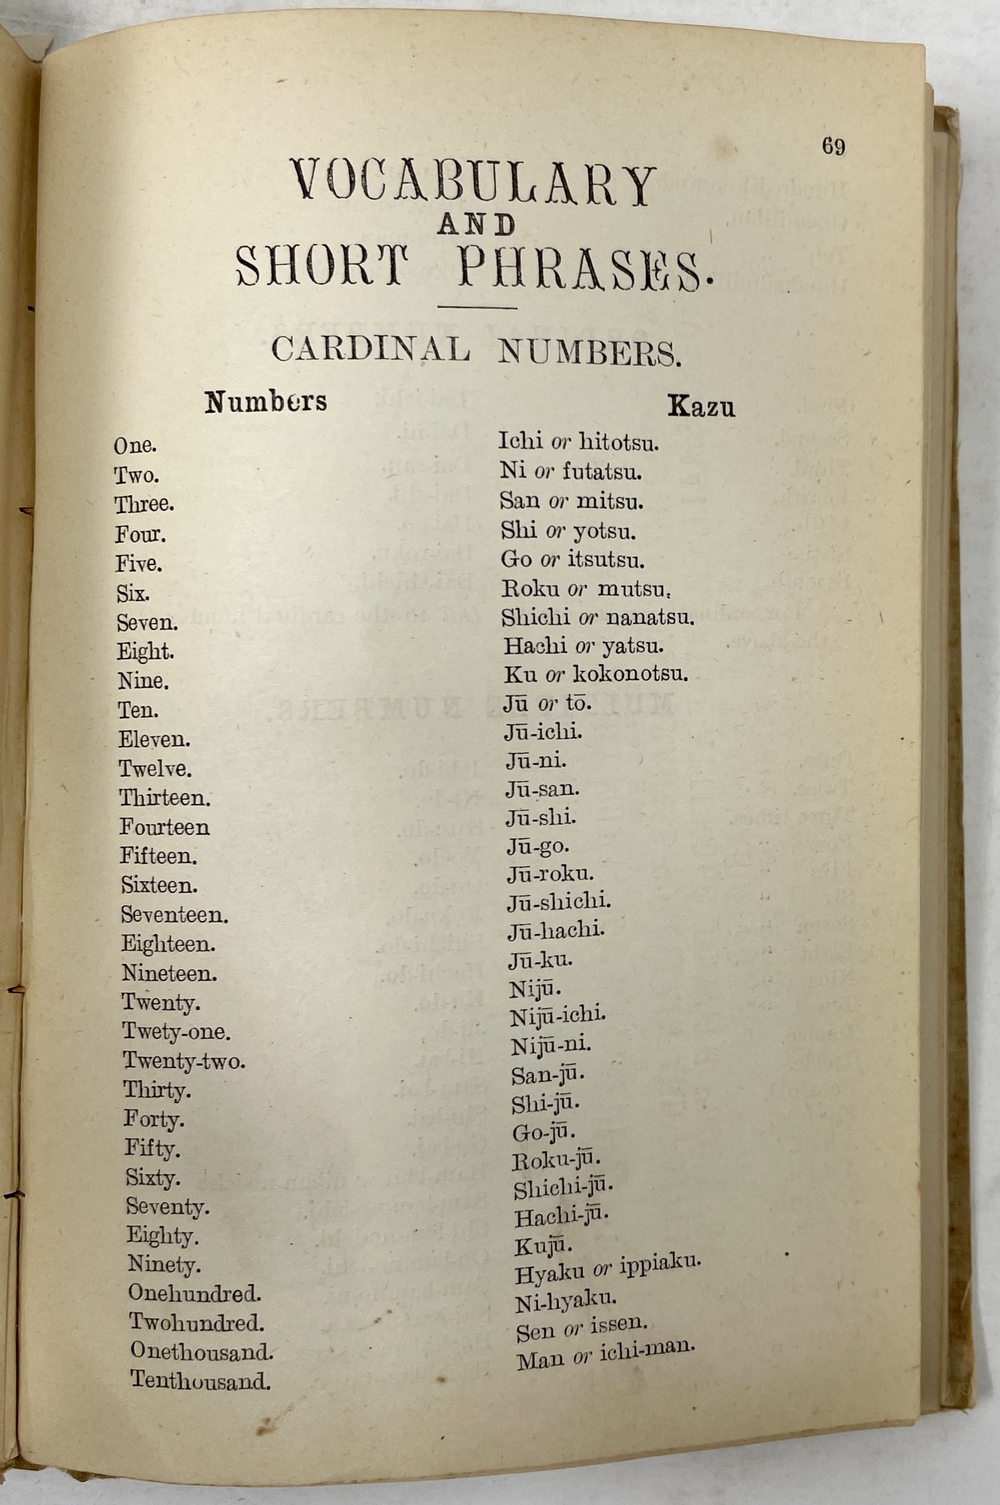 69
VOCABULARY
AND
SHORT PHRASES.
CARDINAL NUMBERS.
Numbers Kazu
One. Ichi or hitotsu.
Two. Ni or futatsu.
Three. San or mitsu.
Four. Shi or yotsu.
Five. Go or itsutsu.
Six. Roku or mutsu.
Seven. Shichi or nanatsu.
Eight. Hachi or yatsu.
Nine. Ku or kokonotsu.
Ten. Jū or tō.
Eleven. Jū-ichi.
Twelve. Jū-ni.
Thirteen. Jū-san.
Fourteen Jū-shi.
Fifteen. Jū-go.
Sixteen. Jū-roku.
Seventeen. Jū-shichi.
Eighteen. Jū-hachi.
Nineteen. Jū-ku.
Twenty. Nijū.
Twety-one. Nijū-ichi.
Twenty-two. Nijū-ni.
Thirty. San-jū.
Forty. Shi-jū.
Fifty. Go-jū.
Sixty. Roku-jū.
Seventy. Shichi-jū.
Eighty. Hachi-jū.
Ninety. Kujū.
Onehundred. Hyaku or ippiaku.
Twohundred. Ni-hyaku.
Onethousand. Sen or issen.
Tenthousand. Man or ichi-man.